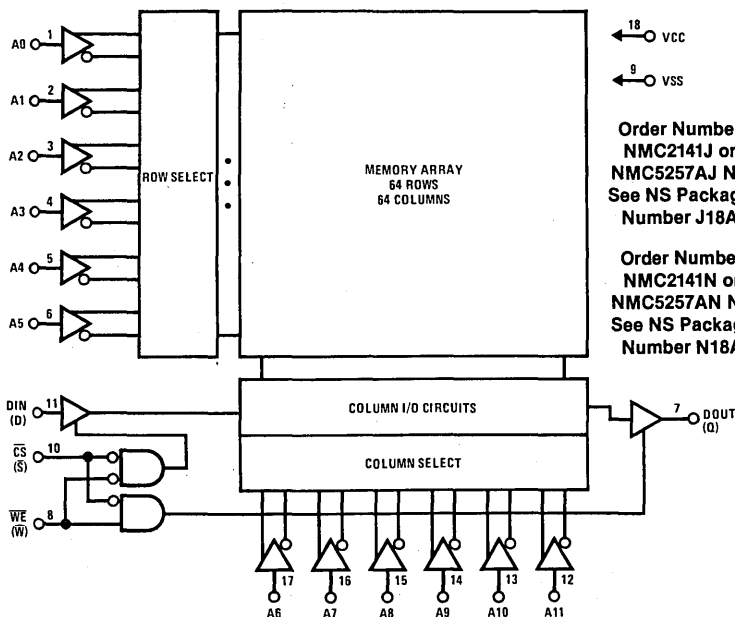 A0 1
A1 2
A2 3
A3 4
A4 5
A5 6
ROW SELECT
MEMORY ARRAY
64 ROWS
64 COLUMNS
18 VCC
9 VSS
Order Numbe
NMC2141J or
NMC5257AJ N
See NS Packag
Number J18A
Order Numbe
NMC2141N or
NMC5257AN N
See NS Packag
Number N18A
DIN 11
(D)
CS 10
(S)
WE 8
(W)
COLUMN I/O CIRCUITS
COLUMN SELECT
7 DOUT
(Q)
17 16 15 14 13 12
A6 A7 A8 A9 A10 A11